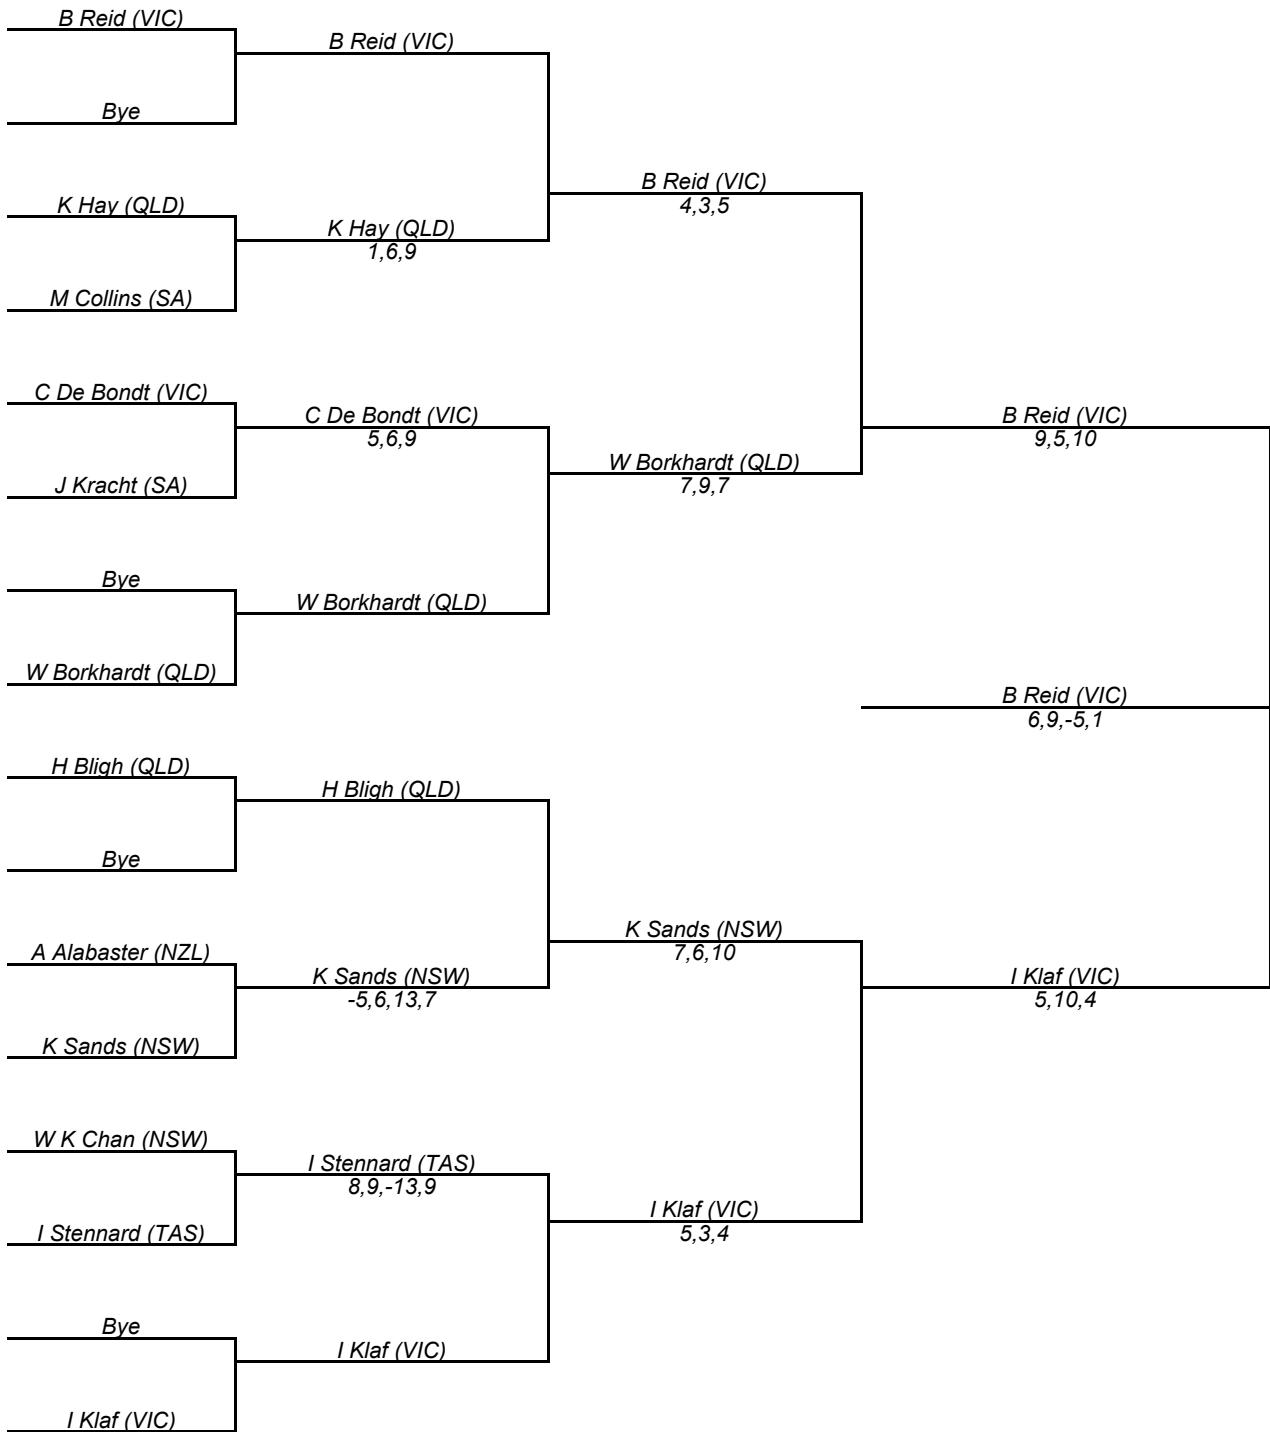 B Reid (VIC)
B Reid (VIC)
Bye
B Reid (VIC)
4,3,5
K Hay (QLD)
K Hay (QLD)
1,6,9
M Collins (SA)
C De Bondt (VIC)
C De Bondt (VIC)
5,6,9
B Reid (VIC)
9,5,10
J Kracht (SA)
W Borkhardt (QLD)
7,9,7
Bye
W Borkhardt (QLD)
W Borkhardt (QLD)
B Reid (VIC)
6,9,-5,1
H Bligh (QLD)
H Bligh (QLD)
Bye
K Sands (NSW)
7,6,10
A Alabaster (NZL)
K Sands (NSW)
-5,6,13,7
I Klaf (VIC)
5,10,4
K Sands (NSW)
W K Chan (NSW)
I Stennard (TAS)
8,9,-13,9
I Klaf (VIC)
5,3,4
I Stennard (TAS)
Bye
I Klaf (VIC)
I Klaf (VIC)